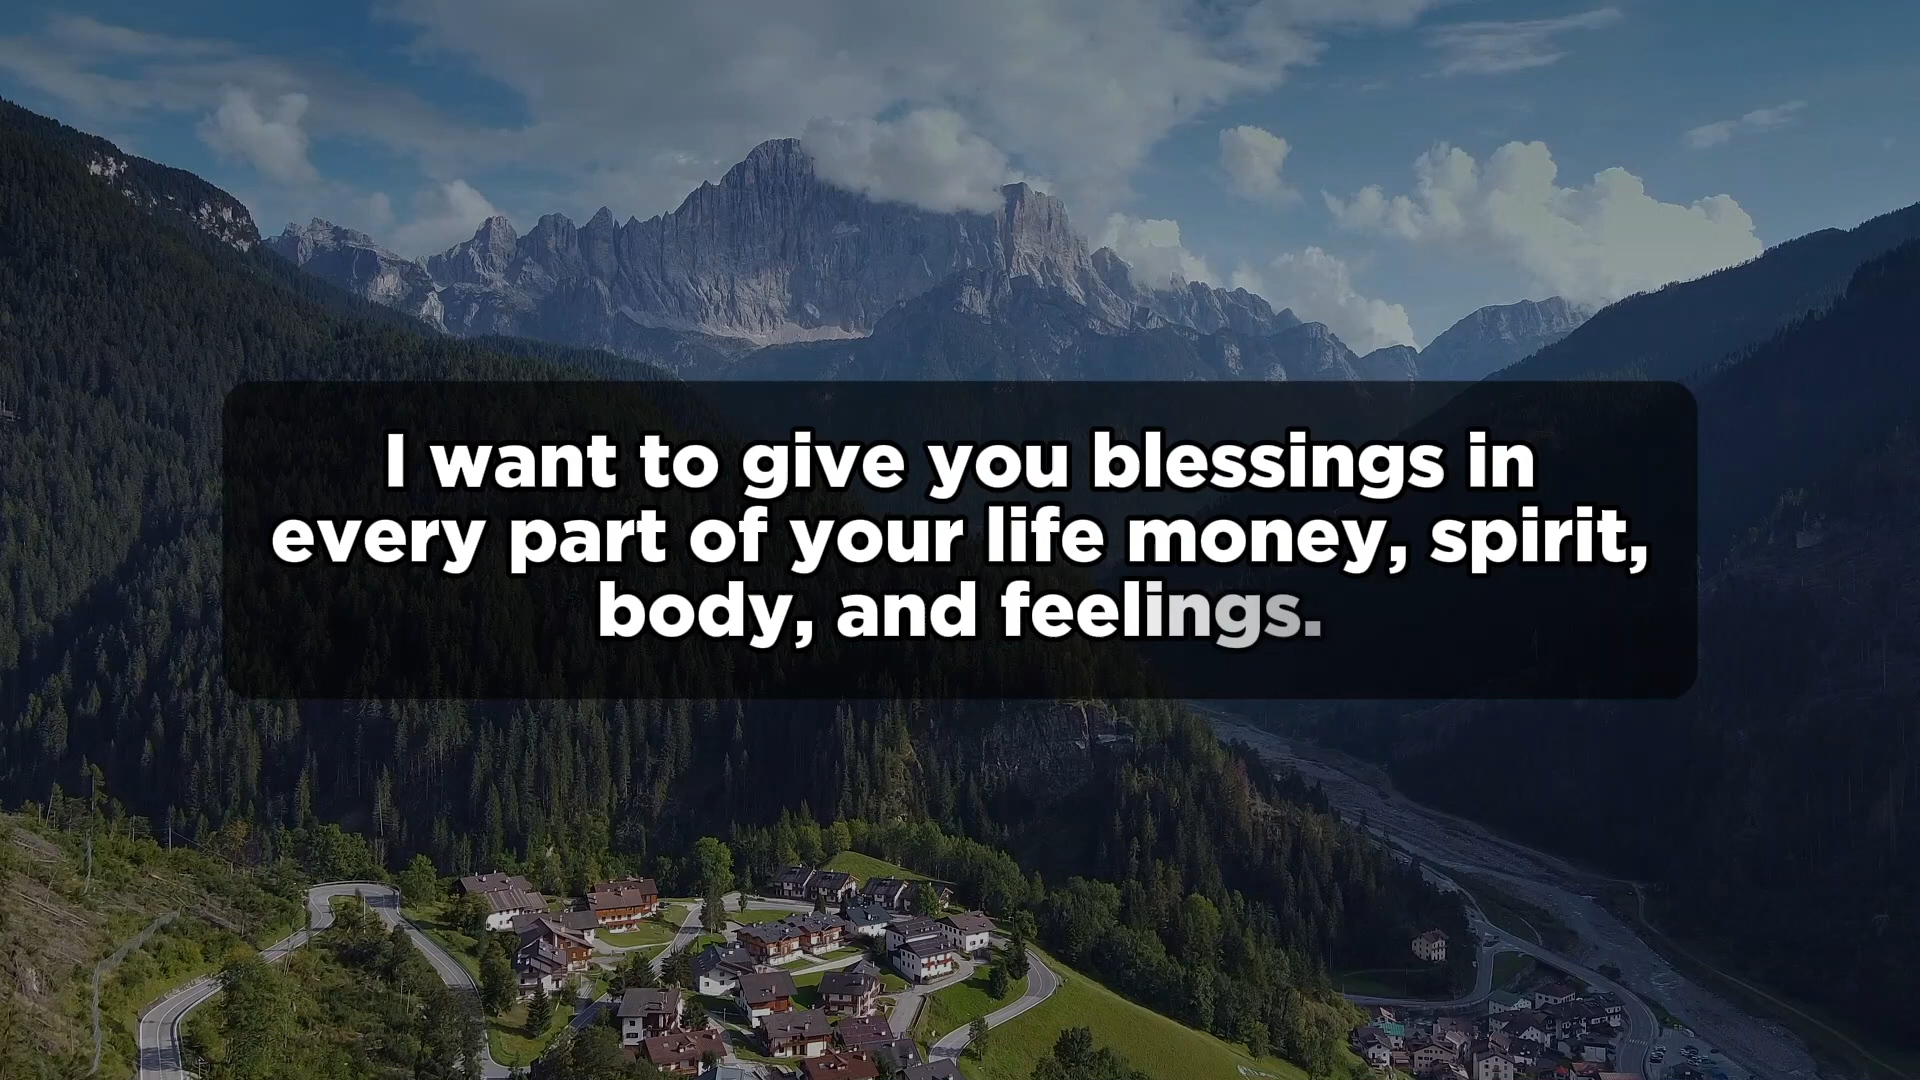 I want to give you blessings in
every part of your life money, spirit,
body, and feelings.